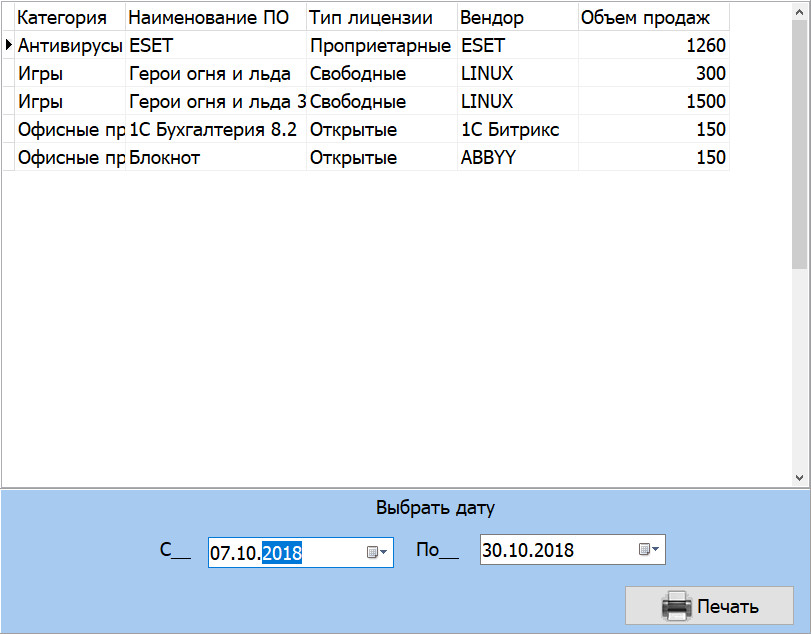 Категория Наименование ПО Тип лицензии Вендор Объем продаж
Антивирусы ESET Проприетарные ESET 1260
Игры Герои огня и льда Свободные LINUX 300
Игры Герои огня и льда 3 Свободные LINUX 1500
Офисные пр 1С Бухгалтерия 8.2 Открытые 1С Битрикс 150
Офисные пр Блокнот Открытые ABBYY 150
Выбрать дату
С__ 07.10.2018 По__ 30.10.2018
Печать